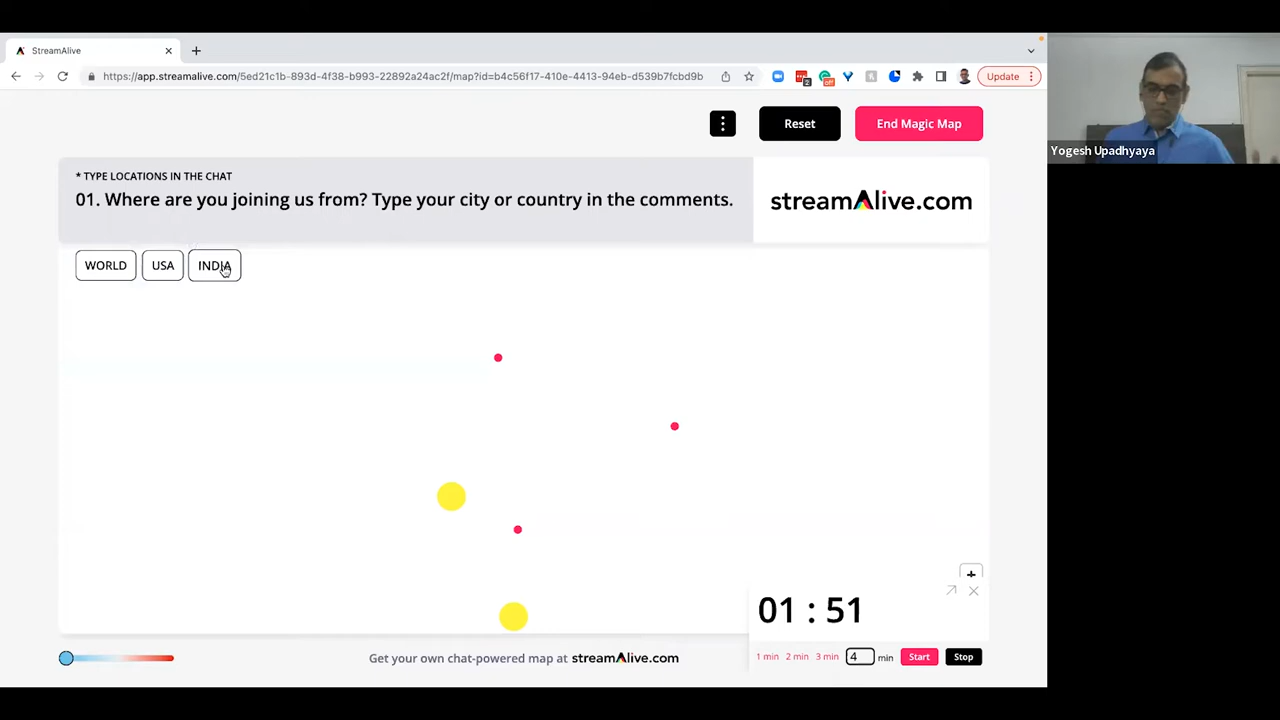 StreamAlive
https://app.streamalive.com/5ed21c1b-893d-4f38-b993-22892a24ac2f/map?id=b4c56f17-410e-4413-94eb-d539b7fcbd9b
2
off
Update
Yogesh Upadhyaya
Reset
End Magic Map
* TYPE LOCATIONS IN THE CHAT
01. Where are you joining us from? Type your city or country in the comments.
streamAlive.com
WORLD
USA
INDIA
+
01 : 51
Get your own chat-powered map at streamAlive.com
1 min
2 min
3 min
4
min
Start
Stop